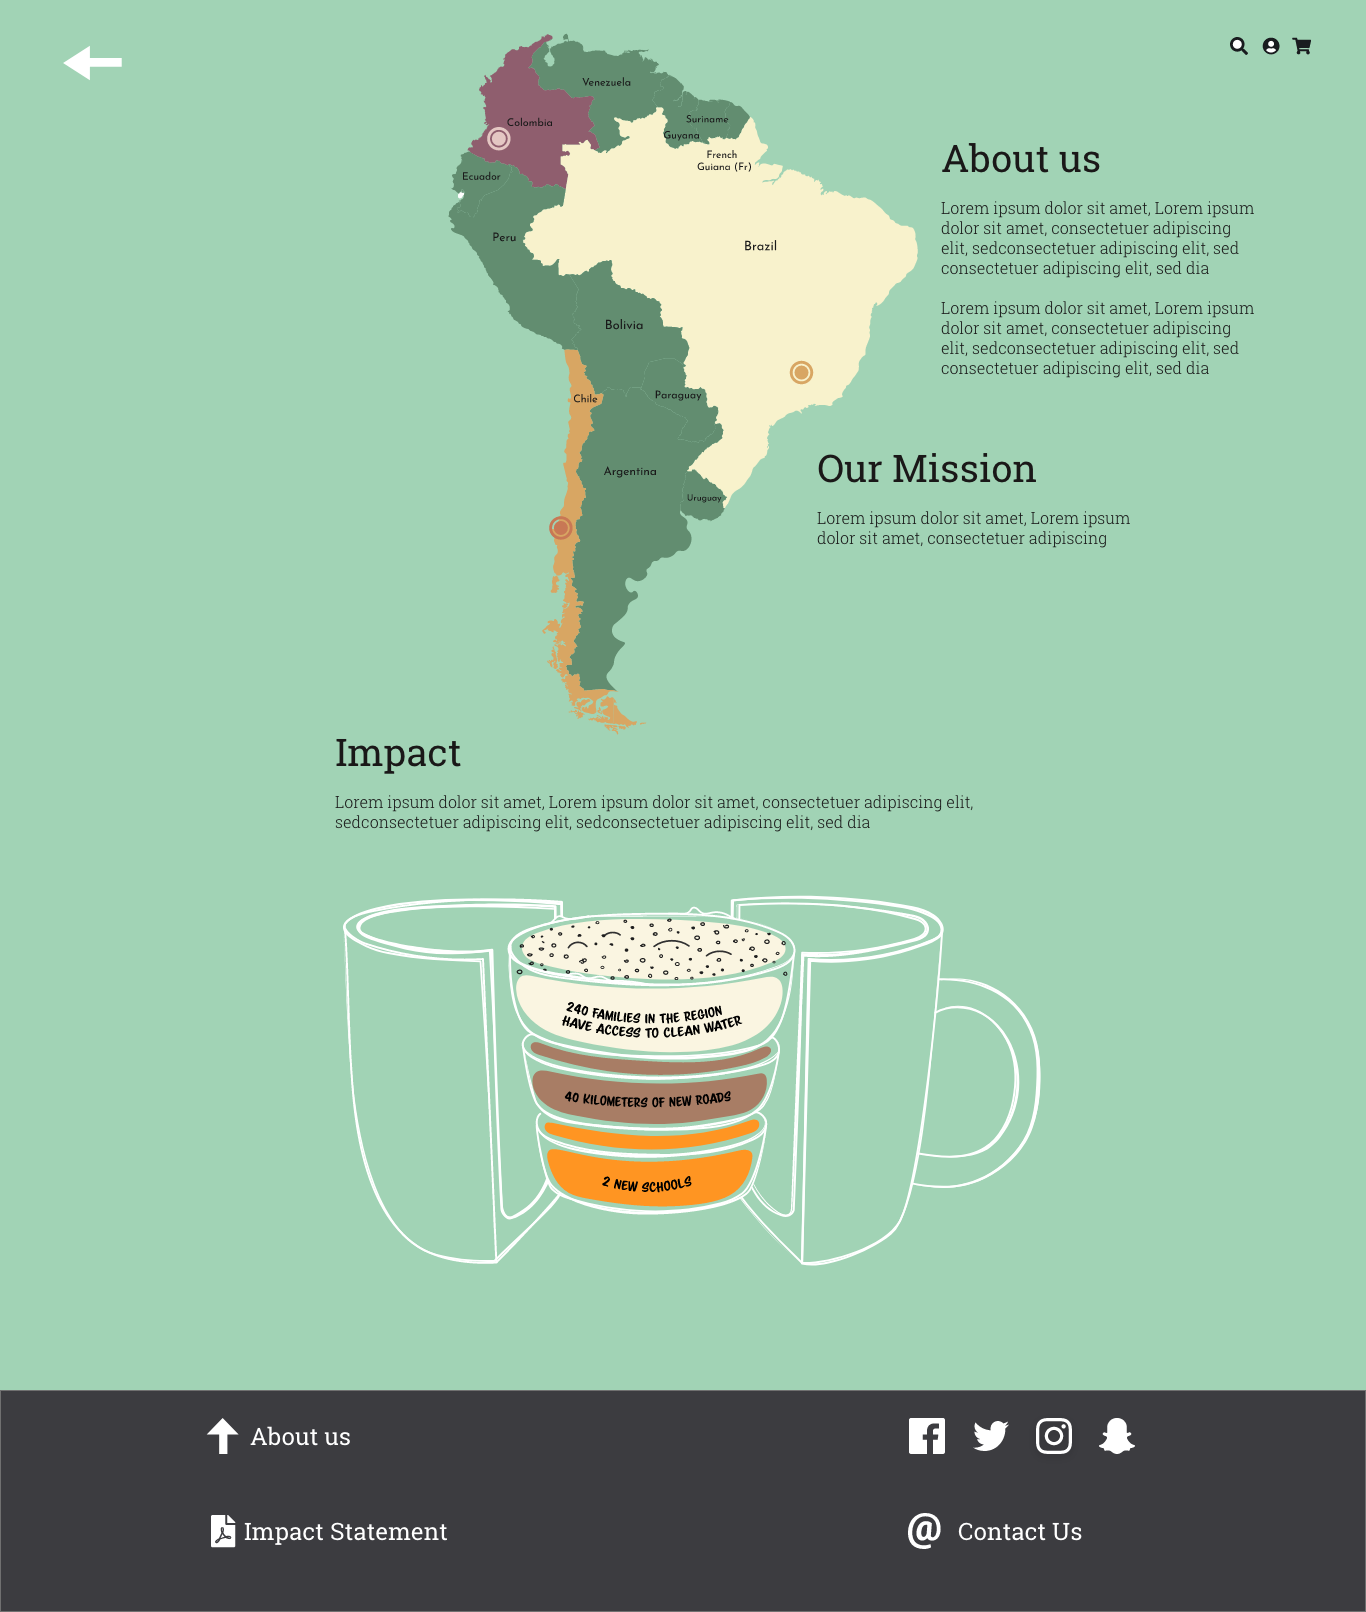 Venezuela
Colombia
Suriname
Guyana
French
Guiana (Fr)
Ecuador
Peru
Brazil
Bolivia
Chile
Paraguay
Argentina
Uruguay
About us
Lorem ipsum dolor sit amet, Lorem ipsum
dolor sit amet, consectetuer adipiscing
elit, sedconsectetuer adipiscing elit, sed
consectetuer adipiscing elit, sed dia
Lorem ipsum dolor sit amet, Lorem ipsum
dolor sit amet, consectetuer adipiscing
elit, sedconsectetuer adipiscing elit, sed
consectetuer adipiscing elit, sed dia
Our Mission
Lorem ipsum dolor sit amet, Lorem ipsum
dolor sit amet, consectetuer adipiscing
Impact
Lorem ipsum dolor sit amet, Lorem ipsum dolor sit amet, consectetuer adipiscing elit,
sedconsectetuer adipiscing elit, sedconsectetuer adipiscing elit, sed dia
240 FAMILIES IN THE REGION
HAVE ACCESS TO CLEAN WATER
40 KILOMETERS OF NEW ROADS
2 NEW SCHOOLS
About us
Impact Statement
@ Contact Us